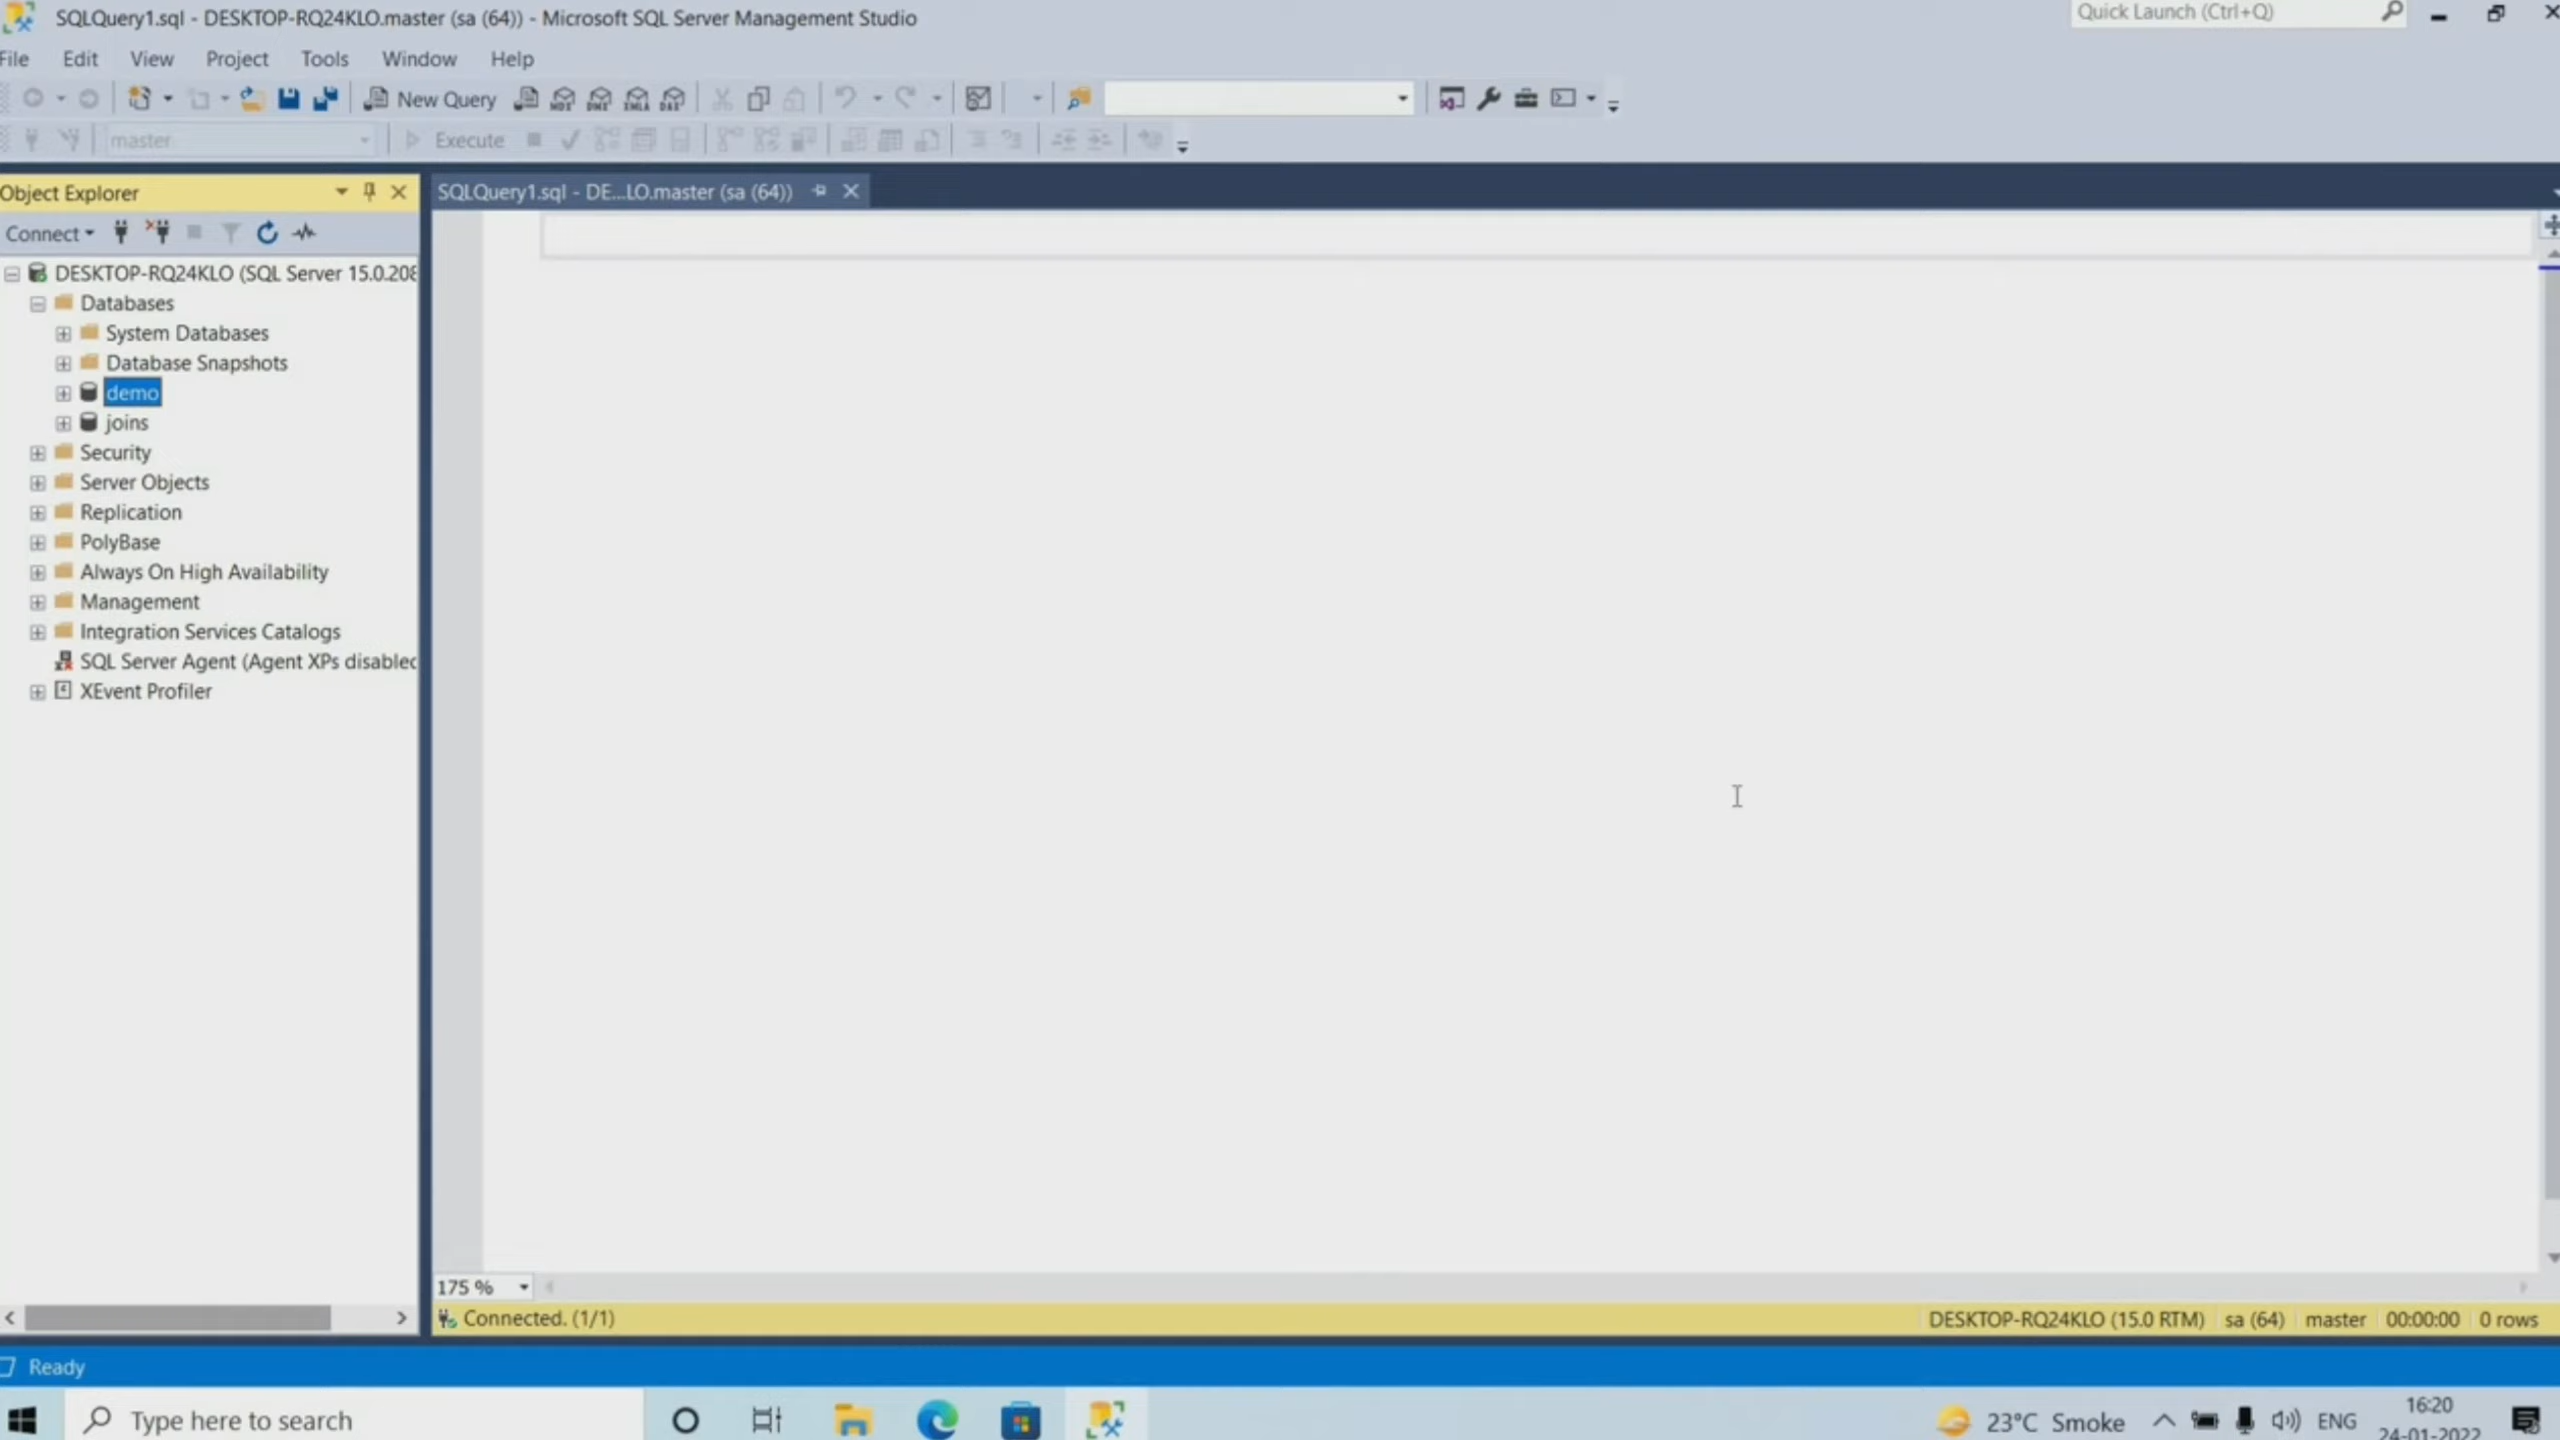 SQLQuery1.sql - DESKTOP-RQ24KLO.master (sa (64)) - Microsoft SQL Server Management Studio
Quick Launch (Ctrl+Q)
File Edit View Project Tools Window Help
New Query
master
Execute
Object Explorer
SQLQuery1.sql - DE...LO.master (sa (64))
Connect
DESKTOP-RQ24KLO (SQL Server 15.0.208
Databases
System Databases
Database Snapshots
demo
joins
Security
Server Objects
Replication
PolyBase
Always On High Availability
Management
Integration Services Catalogs
SQL Server Agent (Agent XPs disabled
XEvent Profiler
175 %
Connected. (1/1)
DESKTOP-RQ24KLO (15.0 RTM) sa (64) master 00:00:00 0 rows
Ready
Type here to search
23°C Smoke
ENG
16:20
24-01-2022